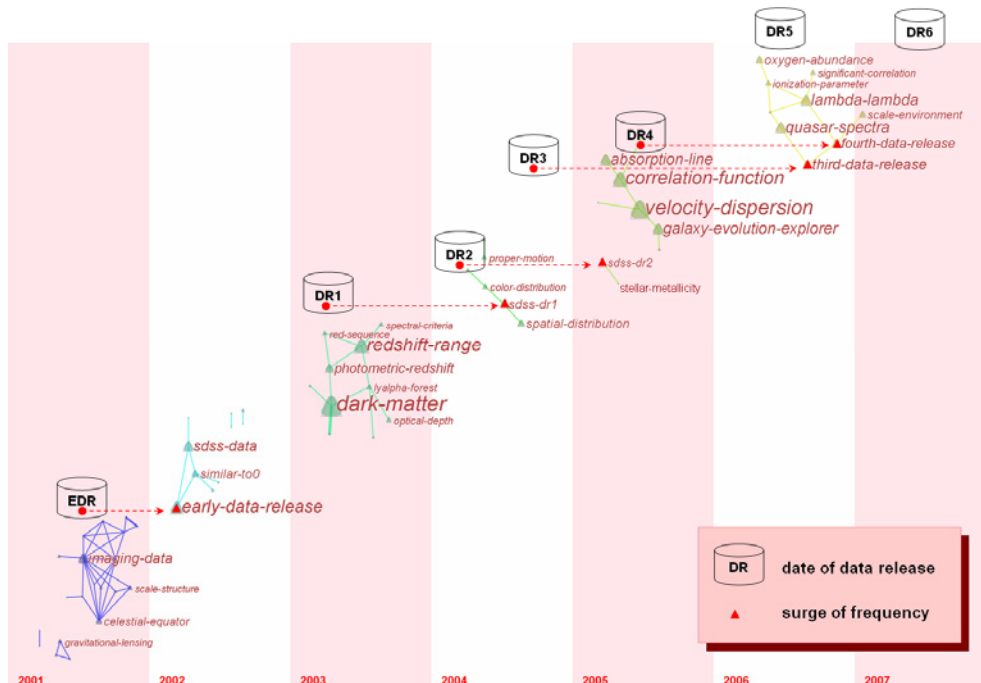 DR5
DR6
oxygen-abundance
significant-correlation
ionization-parameter
lambda-lambda
scale-environment
quasar-spectra
DR4
fourth-data-release
DR3
absorption-line
third-data-release
correlation-function
velocity-dispersion
galaxy-evolution-explorer
DR2
proper-motion
sdss-dr2
color-distribution
stellar-metallicity
DR1
sdss-dr1
spatial-distribution
spectral-criteria
red-sequence
redshift-range
photometric-redshift
lyalpha-forest
dark-matter
optical-depth
sdss-data
similar-to0
EDR
early-data-release
imaging-data
scale-structure
celestial-equator
gravitational-lensing
DR date of data release
surge of frequency
2001 2002 2003 2004 2005 2006 2007